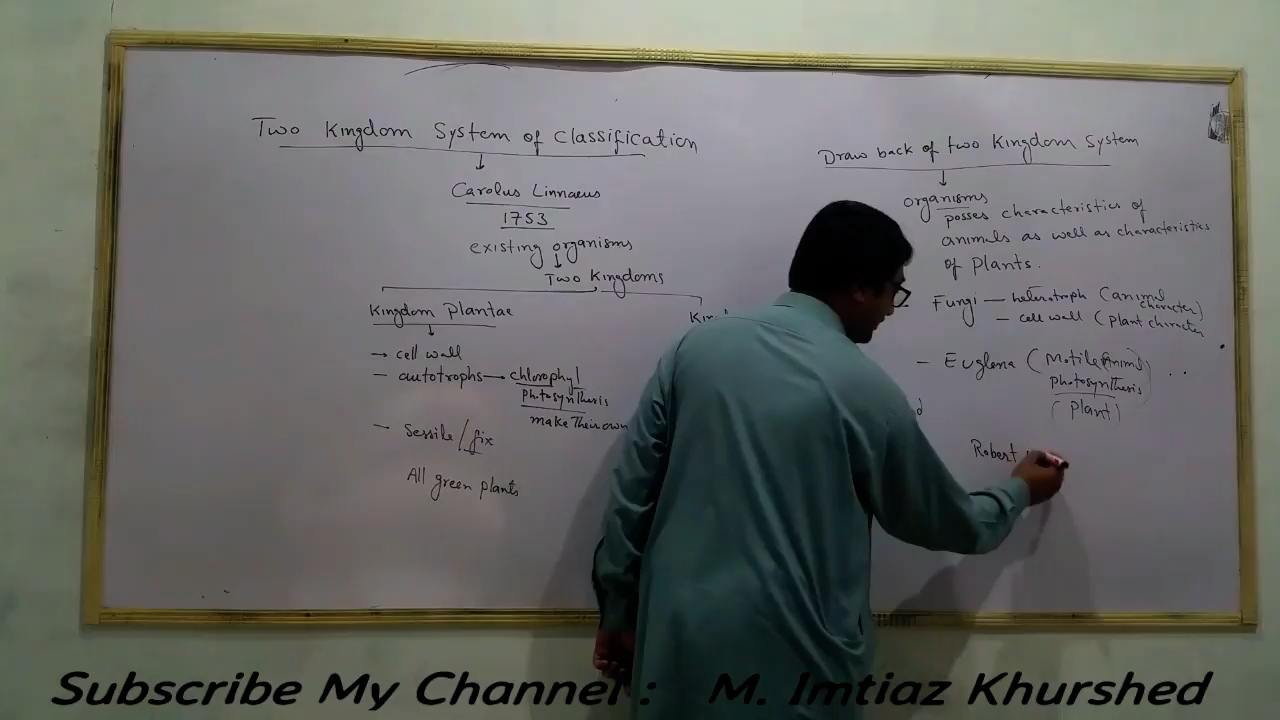 Two Kingdom System of Classification
Carolus Linnaeus
1753
existing organisms
Two Kingdoms
Kingdom Plantae
→ cell wall
- autotrophs → chlorophyl
Photosynthesis
make Their own
- Sessile / fix
All green plants
Draw back of two Kingdom System
organisms
posses characteristics of
animals as well as characteristics
of Plants.
Fungi — heterotroph (animal
character)
- cell wall (plant character
- Euglena (Motile
photosynthesis
(Plant)
Robert
Subscribe My Channel : M. Imtiaz Khurshed